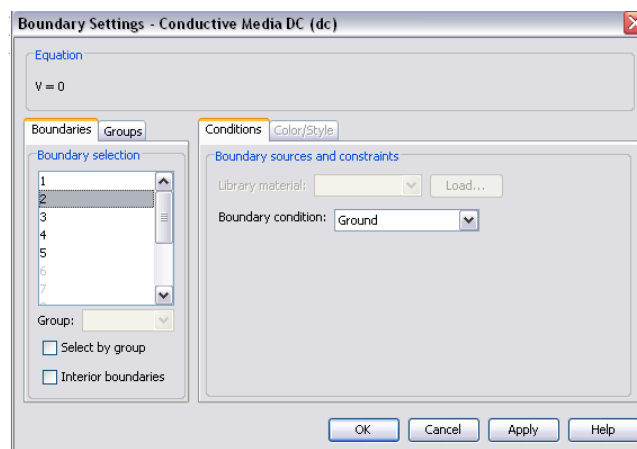 Boundary Settings - Conductive Media DC (dc)
Equation
V = 0
Boundaries Groups
Boundary selection
1
2
3
4
5
6
7
Group:
Select by group
Interior boundaries
Conditions Color/Style
Boundary sources and constraints
Library material: Load...
Boundary condition: Ground
OK Cancel Apply Help